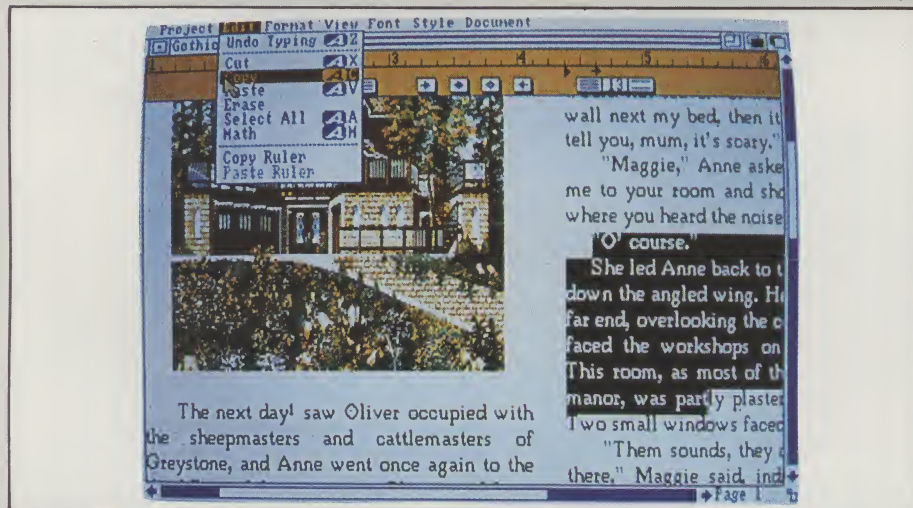 Project Edit Format View Font Style Document
Gothic
Undo Typing A Z
Cut A X
Copy A C
Paste A V
Erase
Select All A A
Math A M
Copy Ruler
Paste Ruler
3 4 5 6
3
The next day¹ saw Oliver occupied with
the sheepmasters and cattlemasters of
Greystone, and Anne went once again to the
wall next my bed, then it
tell you, mum, it's scary."
"Maggie," Anne aske
me to your room and sho
where you heard the noise
"O' course."
She led Anne back to t
down the angled wing. He
far end, overlooking the c
faced the workshops on
This room, as most of th
manor, was partly plaster
Two small windows faced
"Them sounds, they
there." Maggie said, ind
Page 1